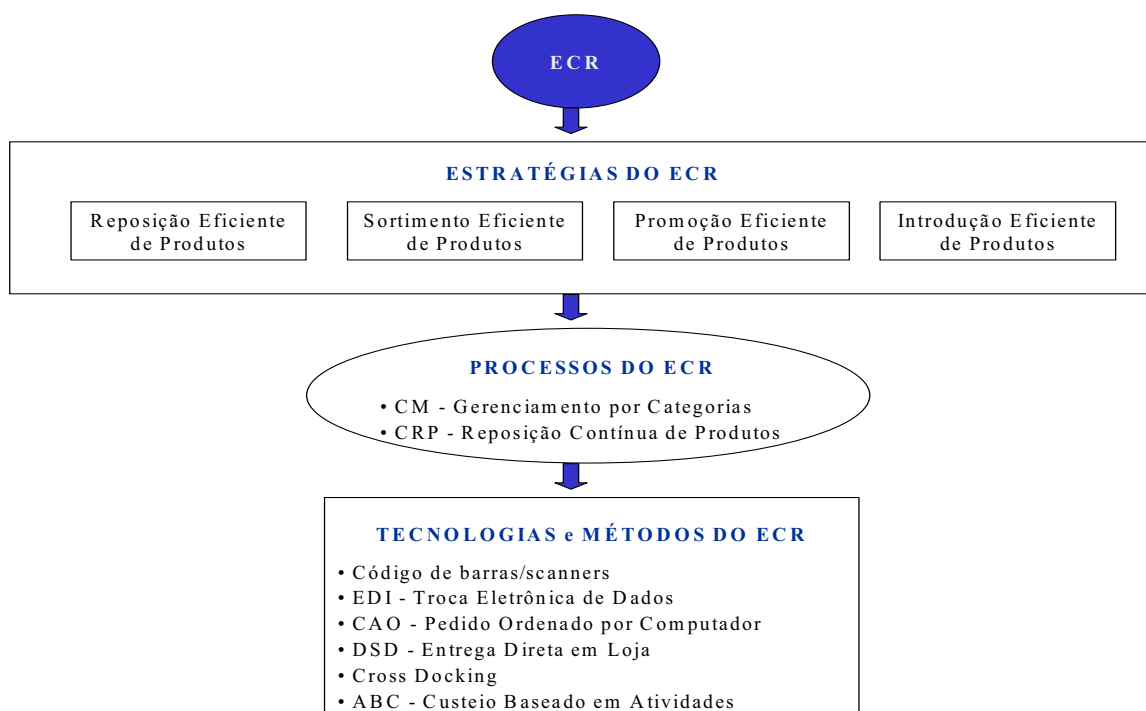 ECR
ESTRATÉGIAS DO ECR
Reposição Eficiente
de Produtos
Sortimento Eficiente
de Produtos
Promoção Eficiente
de Produtos
Introdução Eficiente
de Produtos
PROCESSOS DO ECR
• CM - Gerenciamento por Categorias
• CRP - Reposição Contínua de Produtos
TECNOLOGIAS e MÉTODOS DO ECR
• Código de barras/scanners
• EDI - Troca Eletrônica de Dados
• CAO - Pedido Ordenado por Computador
• DSD - Entrega Direta em Loja
• Cross Docking
• ABC - Custeio Baseado em Atividades